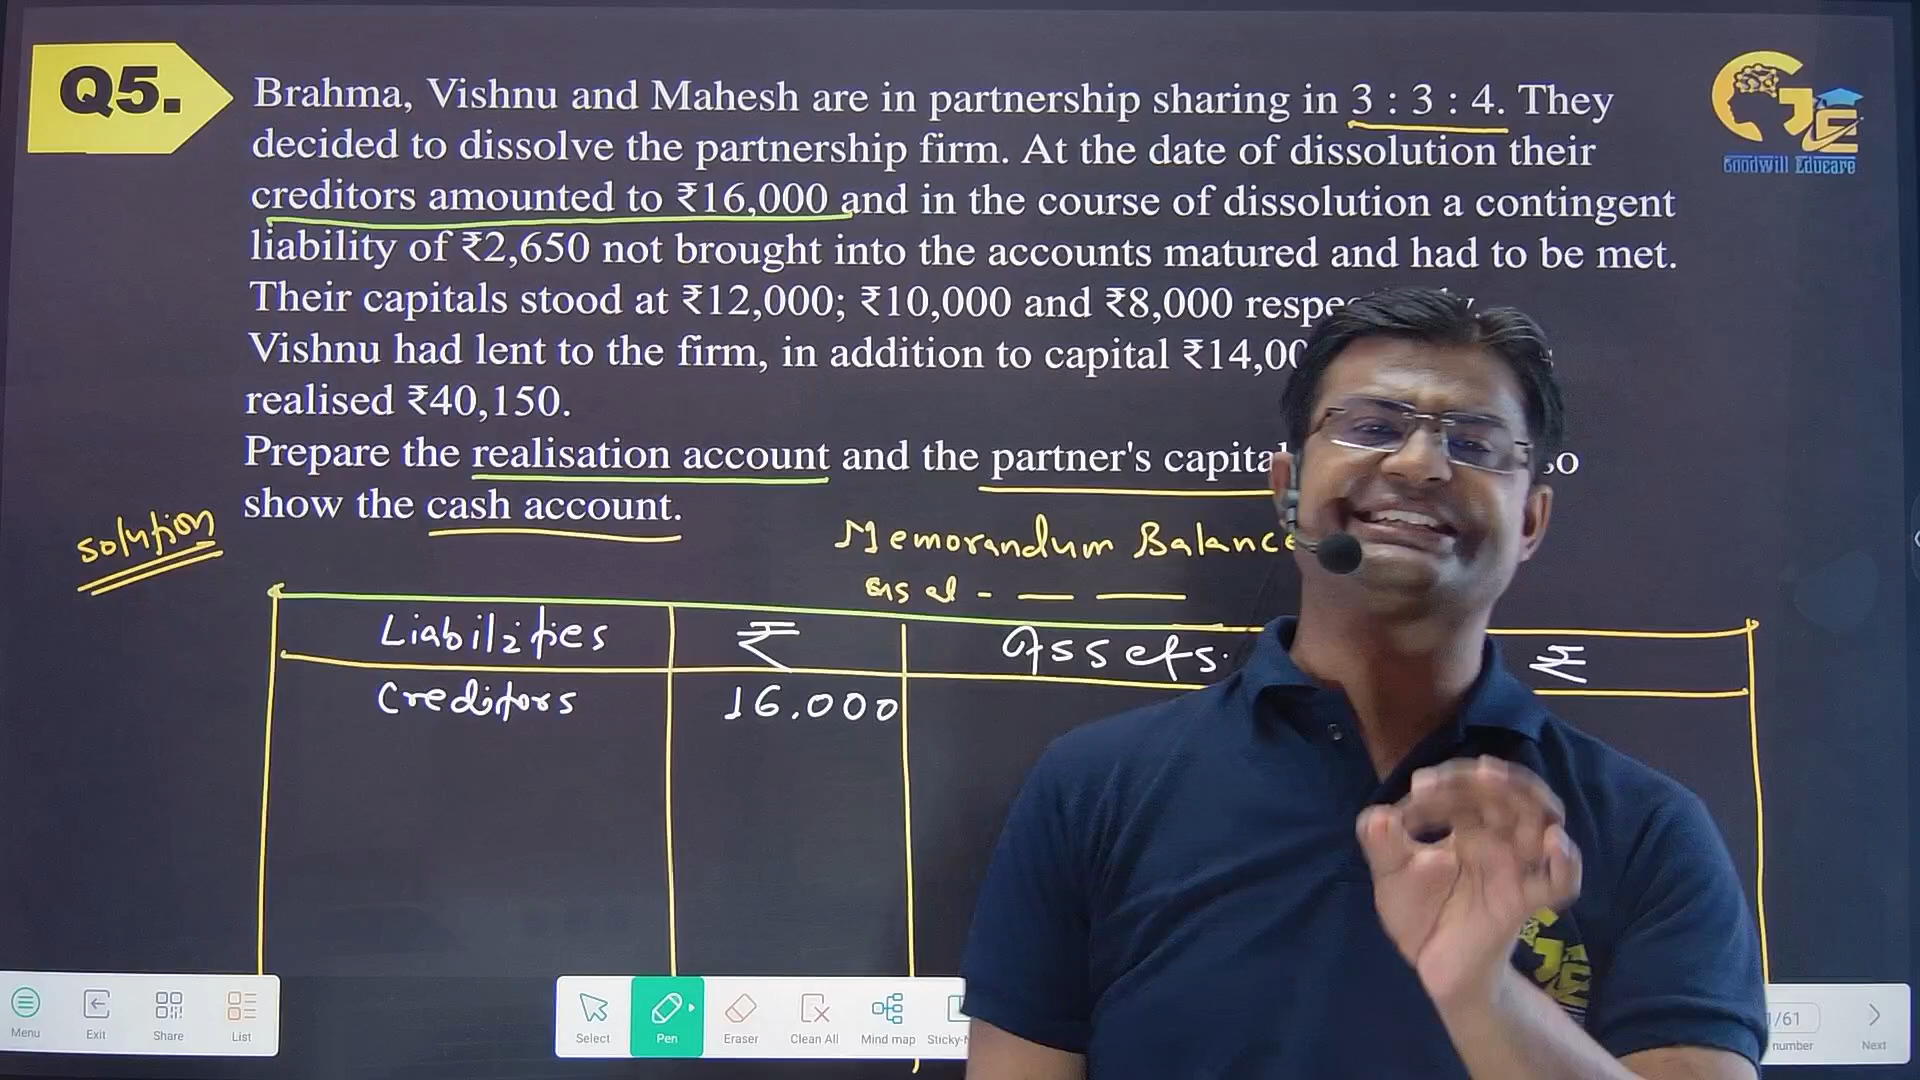 Q5.
Brahma, Vishnu and Mahesh are in partnership sharing in 3 : 3 : 4. They
decided to dissolve the partnership firm. At the date of dissolution their
creditors amounted to ₹16,000 and in the course of dissolution a contingent
liability of ₹2,650 not brought into the accounts matured and had to be met.
Their capitals stood at ₹12,000; ₹10,000 and ₹8,000
Vishnu had lent to the firm, in addition to capital
realised ₹40,150.
Prepare the realisation account and the partner's
show the cash account.
Goodwill Educare
Solution
Memorandum Balance
as at - — —
Liabilities ₹ Assets. ₹
Creditors 16.000
Menu
Exit
Share
List
Select
Pen
Eraser
Clean All
Mind map
1/61
number
Next